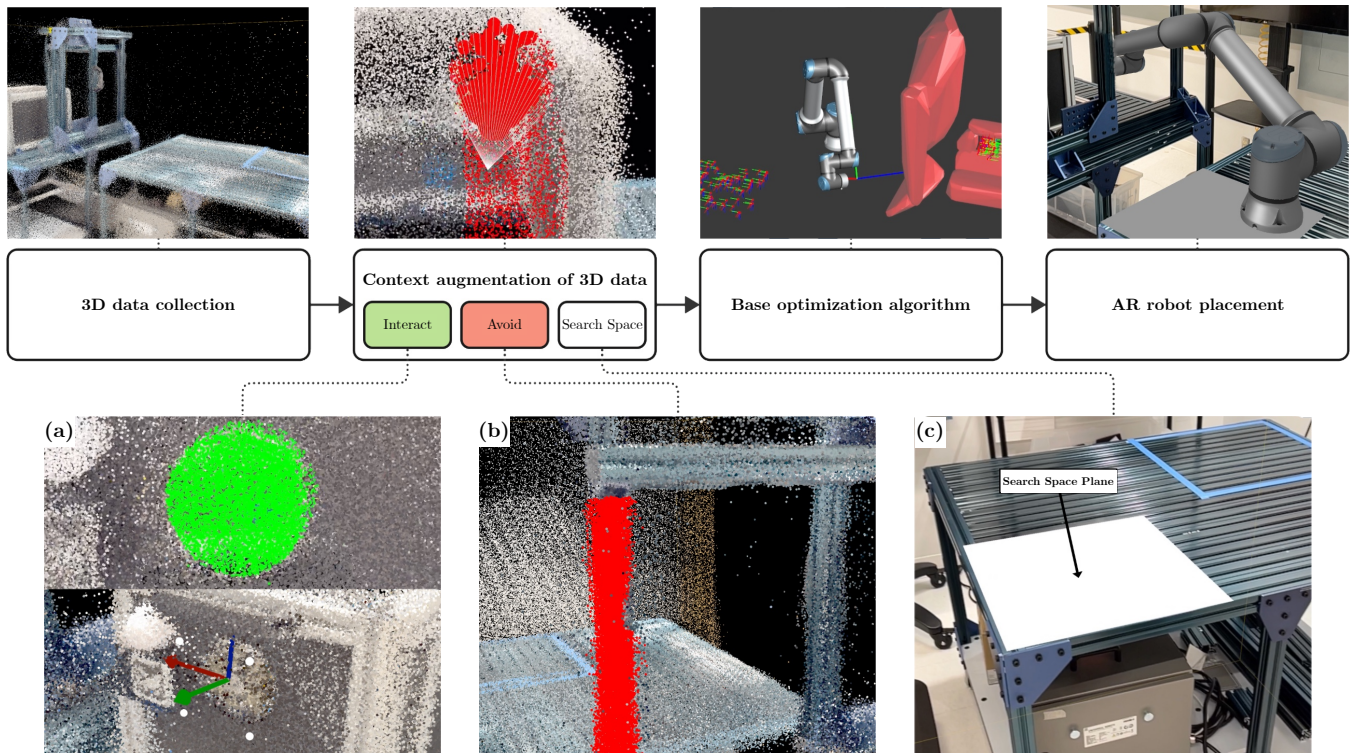 3D data collection
Context augmentation of 3D data
Interact
Avoid
Search Space
Base optimization algorithm
AR robot placement
(a)
(b)
(c)
Search Space Plane